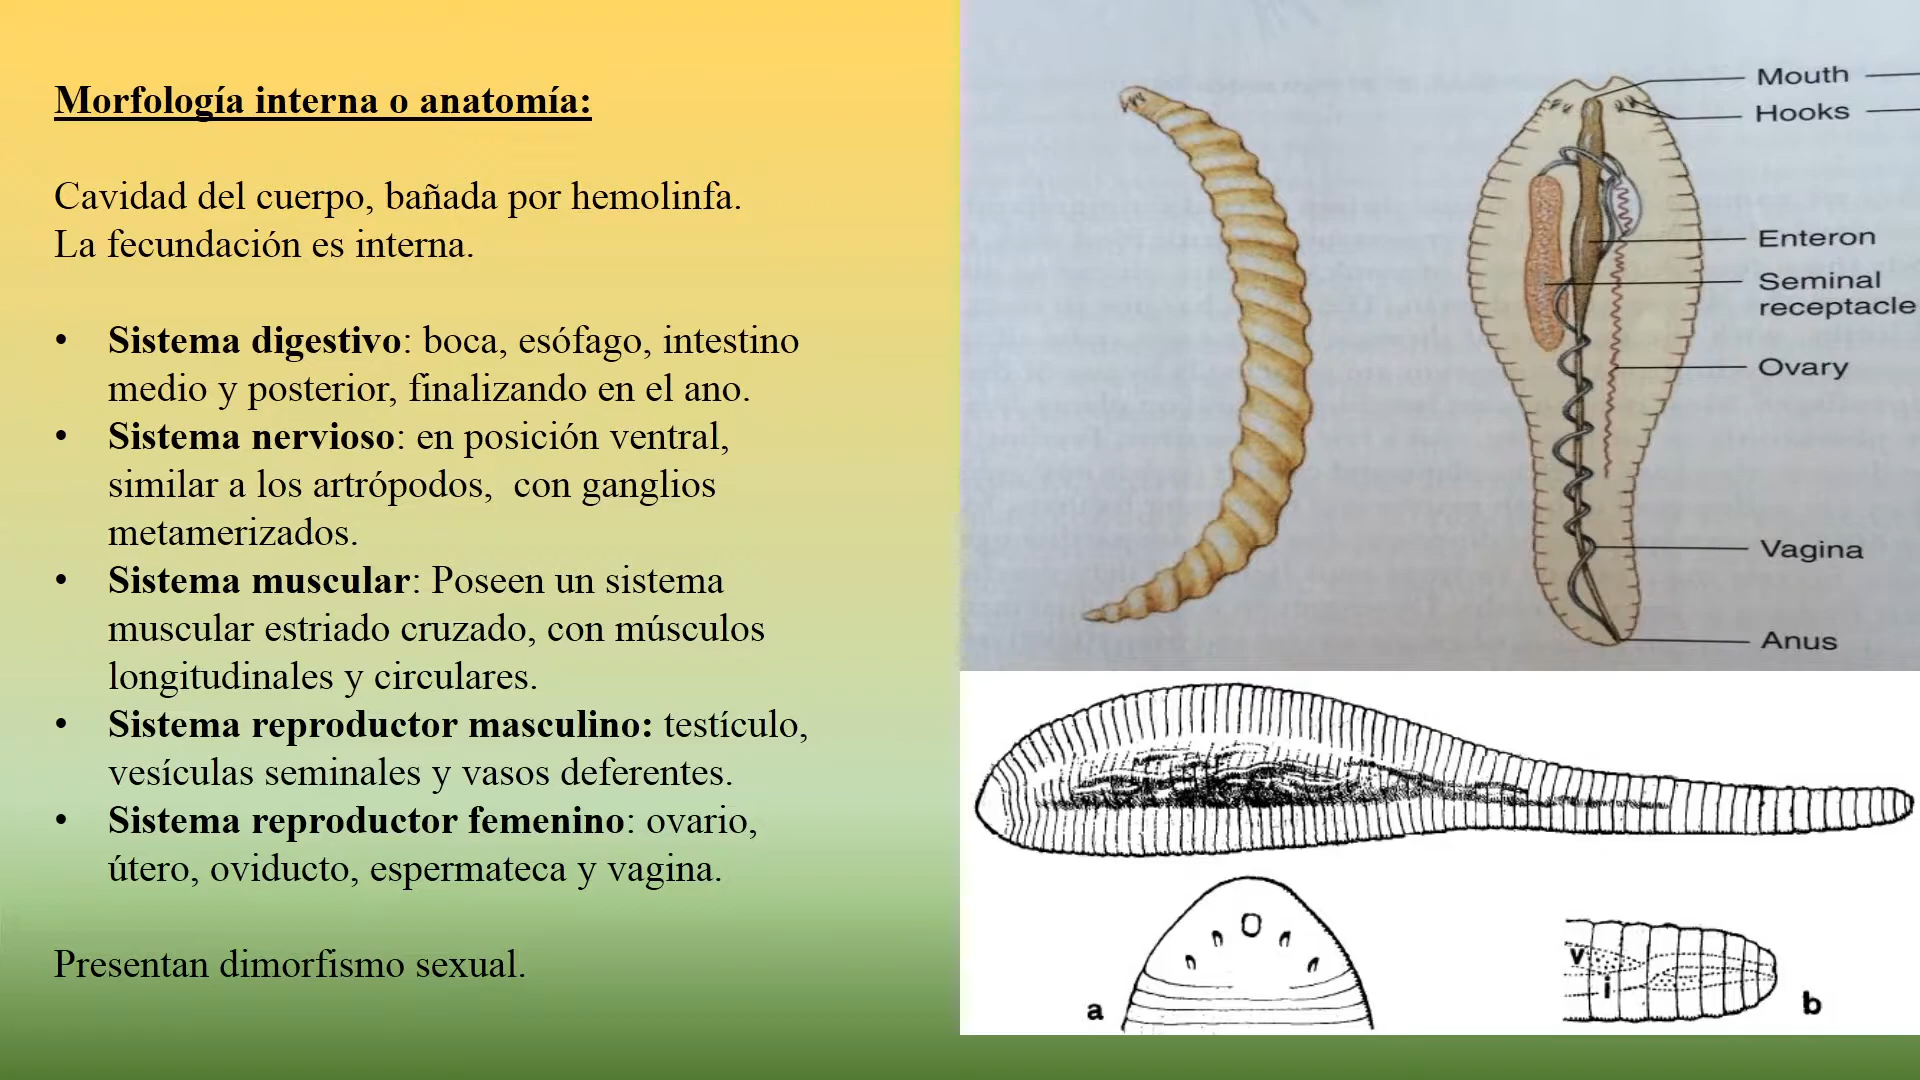 Morfología interna o anatomía:
Cavidad del cuerpo, bañada por hemolinfa.
La fecundación es interna.
• Sistema digestivo: boca, esófago, intestino
medio y posterior, finalizando en el ano.
• Sistema nervioso: en posición ventral,
similar a los artrópodos,  con ganglios
metamerizados.
• Sistema muscular: Poseen un sistema
muscular estriado cruzado, con músculos
longitudinales y circulares.
• Sistema reproductor masculino: testículo,
vesículas seminales y vasos deferentes.
• Sistema reproductor femenino: ovario,
útero, oviducto, espermateca y vagina.
Presentan dimorfismo sexual.
Mouth
Hooks
Enteron
Seminal
receptacle
Ovary
Vagina
Anus
a
v
i
b